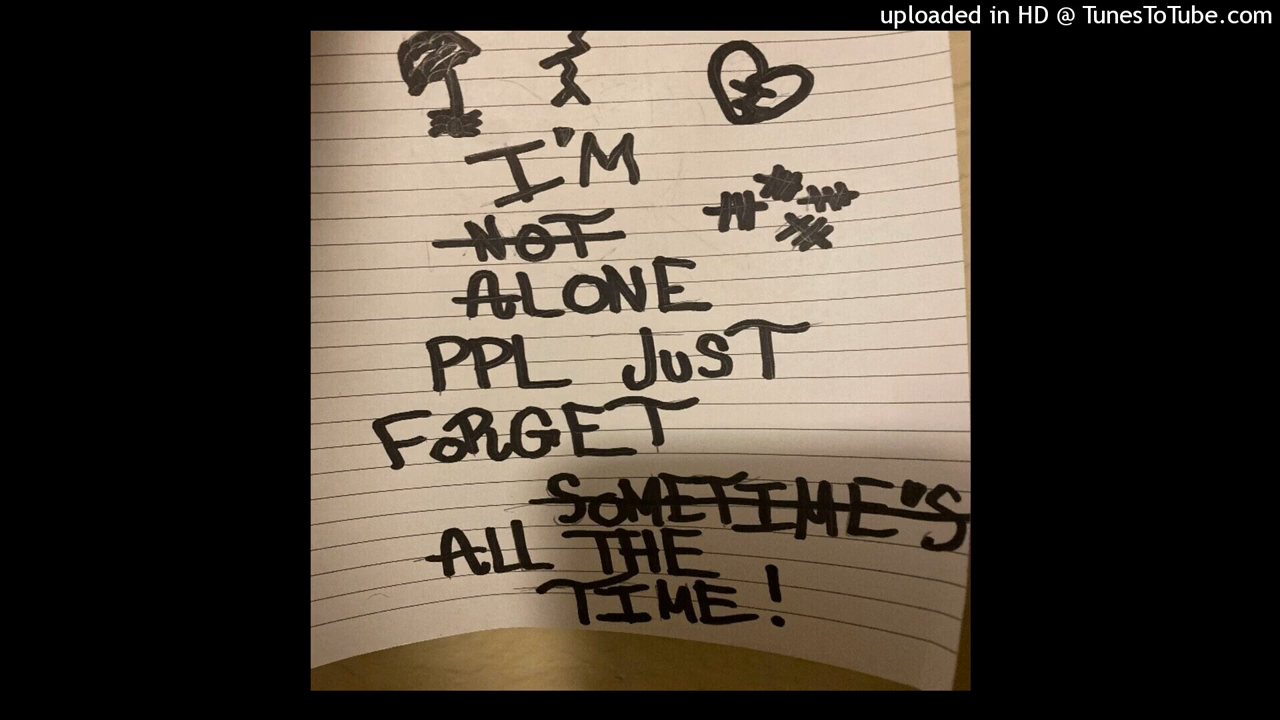 uploaded in HD @ TunesToTube.com
I'M
NOT
ALONE
PPL JUST
FORGET
SOMETIME'S
ALL THE
TIME!